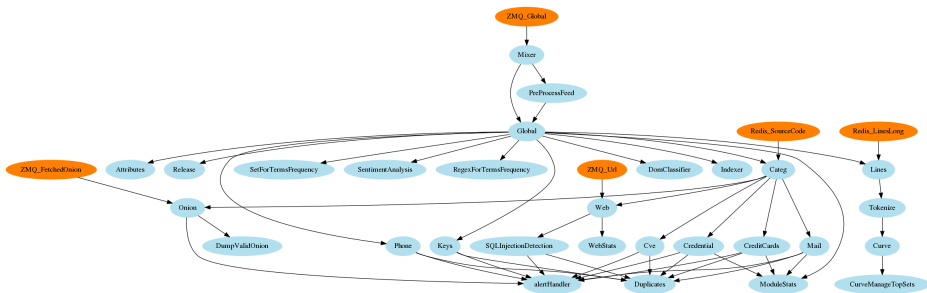 ZMQ_Global
Mixer
PreProcessFeed
Global
Redis_SourceCode
Redis_LinesLong
ZMQ_FetchedOnion
Attributes
Release
SetForTermsFrequency
SentimentAnalysis
RegexForTermsFrequency
ZMQ_Url
DomClassifier
Indexer
Categ
Lines
Onion
Web
Tokenize
DumpValidOnion
Phone
Keys
SQLInjectionDetection
WebStats
Cve
Credential
CreditCards
Mail
Curve
alertHandler
Duplicates
ModuleStats
CurveManageTopSets